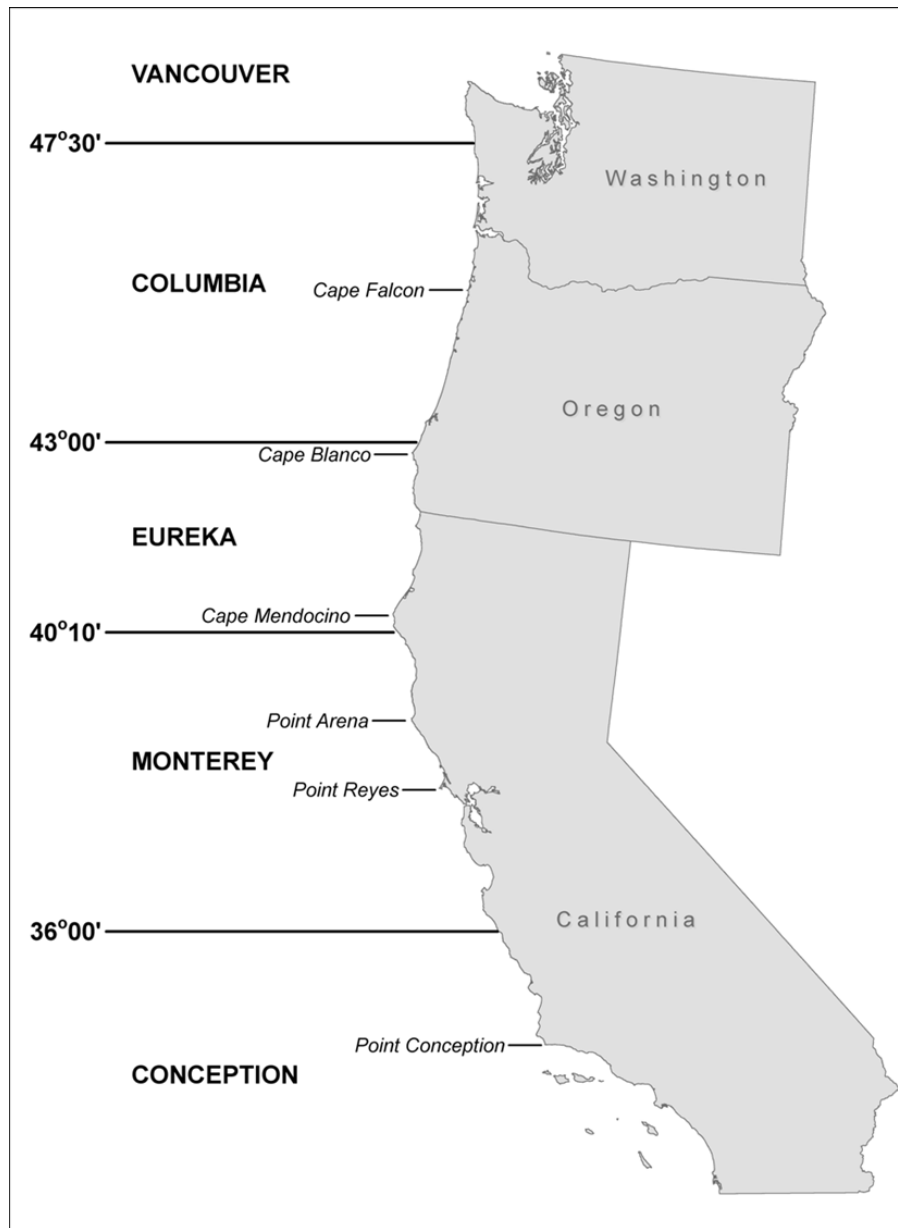 VANCOUVER
47°30'
Washington
COLUMBIA
Cape Falcon
Oregon
43°00'
Cape Blanco
EUREKA
Cape Mendocino
40°10'
Point Arena
MONTEREY
Point Reyes
California
36°00'
Point Conception
CONCEPTION